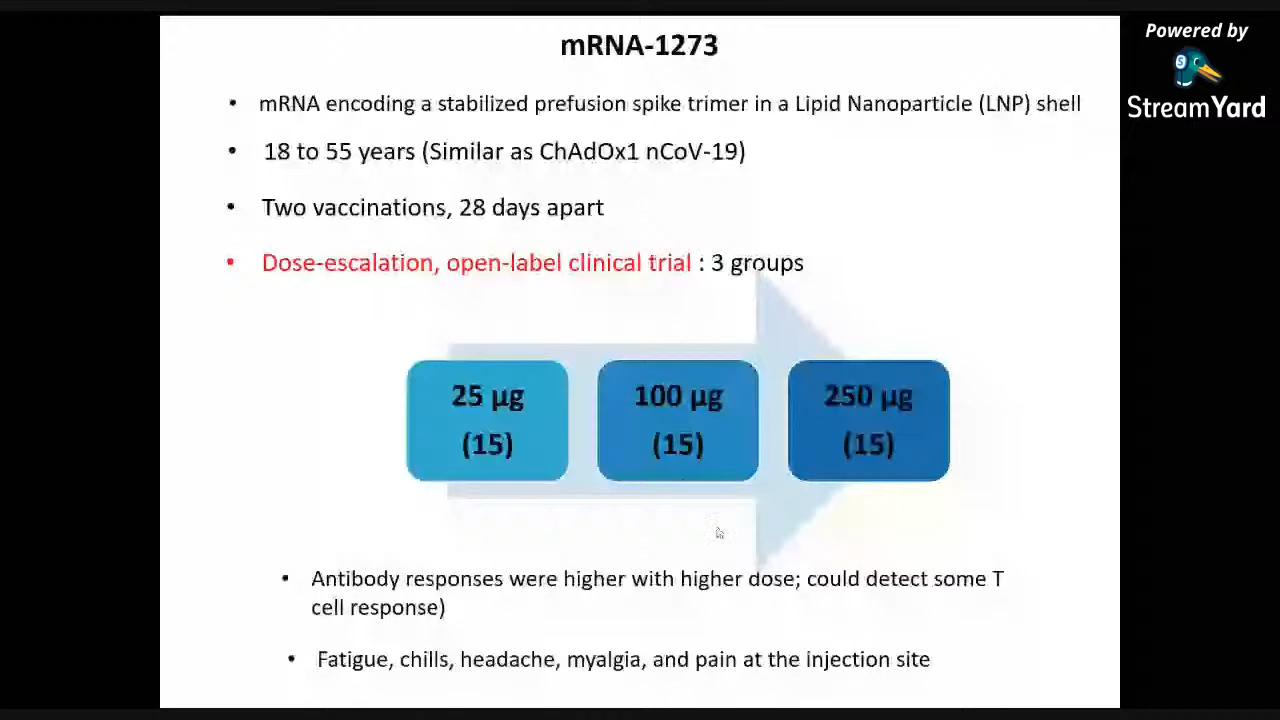 mRNA-1273
Powered by
StreamYard
• mRNA encoding a stabilized prefusion spike trimer in a Lipid Nanoparticle (LNP) shell
• 18 to 55 years (Similar as ChAdOx1 nCoV-19)
• Two vaccinations, 28 days apart
• Dose-escalation, open-label clinical trial : 3 groups
25 µg
(15)
100 µg
(15)
250 µg
(15)
• Antibody responses were higher with higher dose; could detect some T
cell response)
• Fatigue, chills, headache, myalgia, and pain at the injection site